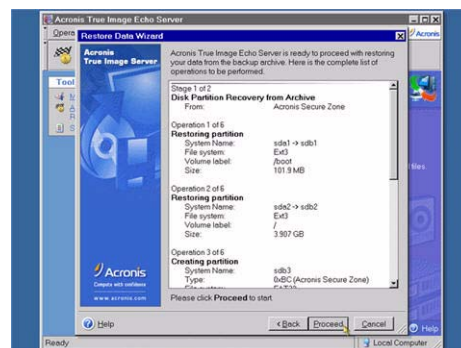 Acronis True Image Echo Server
Opera
Restore Data Wizard
Acronis
Acronis
True Image Server
Acronis True Image Echo Server is ready to proceed with restoring
your data from the backup archive. Here is the complete list of
operations to be performed.
Tool
Stage 1 of 2
Disk Partition Recovery from Archive
From: Acronis Secure Zone
Operation 1 of 6
Restoring partition
System Name: sda1 -> sdb1
File system: Ext3
Volume label: /boot
Size: 101.9 MB
Operation 2 of 6
Restoring partition
System Name: sda2 -> sdb2
File system: Ext3
Volume label: /
Size: 3.907 GB
Operation 3 of 6
Creating partition
System Name: sdb3
Type: 0xBC (Acronis Secure Zone)
files.
Acronis
Compute with confidence
www.acronis.com
Please click Proceed to start
Help
< Back
Proceed
Cancel
Help
Ready
Local Computer